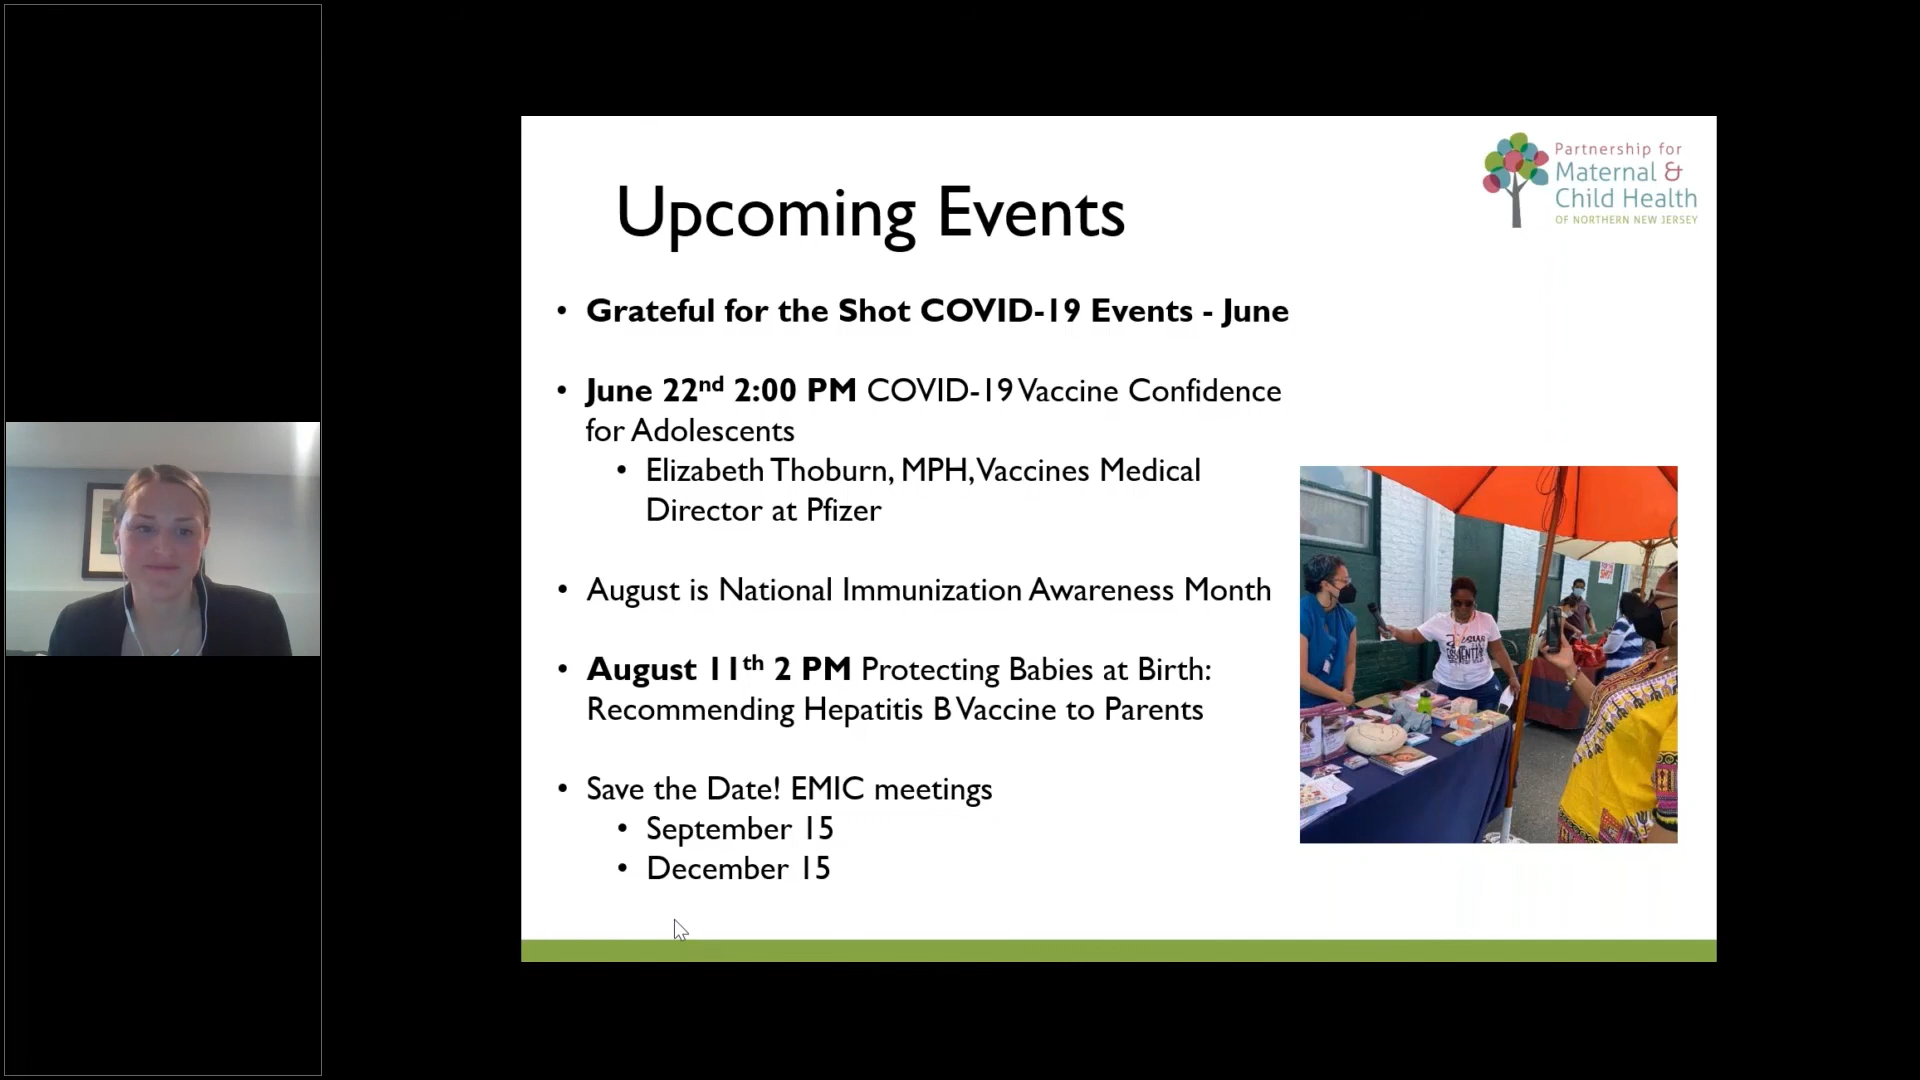 Partnership for
Maternal &
Child Health
OF NORTHERN NEW JERSEY
Upcoming Events
• Grateful for the Shot COVID-19 Events - June
• June 22nd 2:00 PM COVID-19 Vaccine Confidence
for Adolescents
• Elizabeth Thoburn, MPH, Vaccines Medical
Director at Pfizer
• August is National Immunization Awareness Month
• August 11th 2 PM Protecting Babies at Birth:
Recommending Hepatitis B Vaccine to Parents
• Save the Date! EMIC meetings
• September 15
• December 15